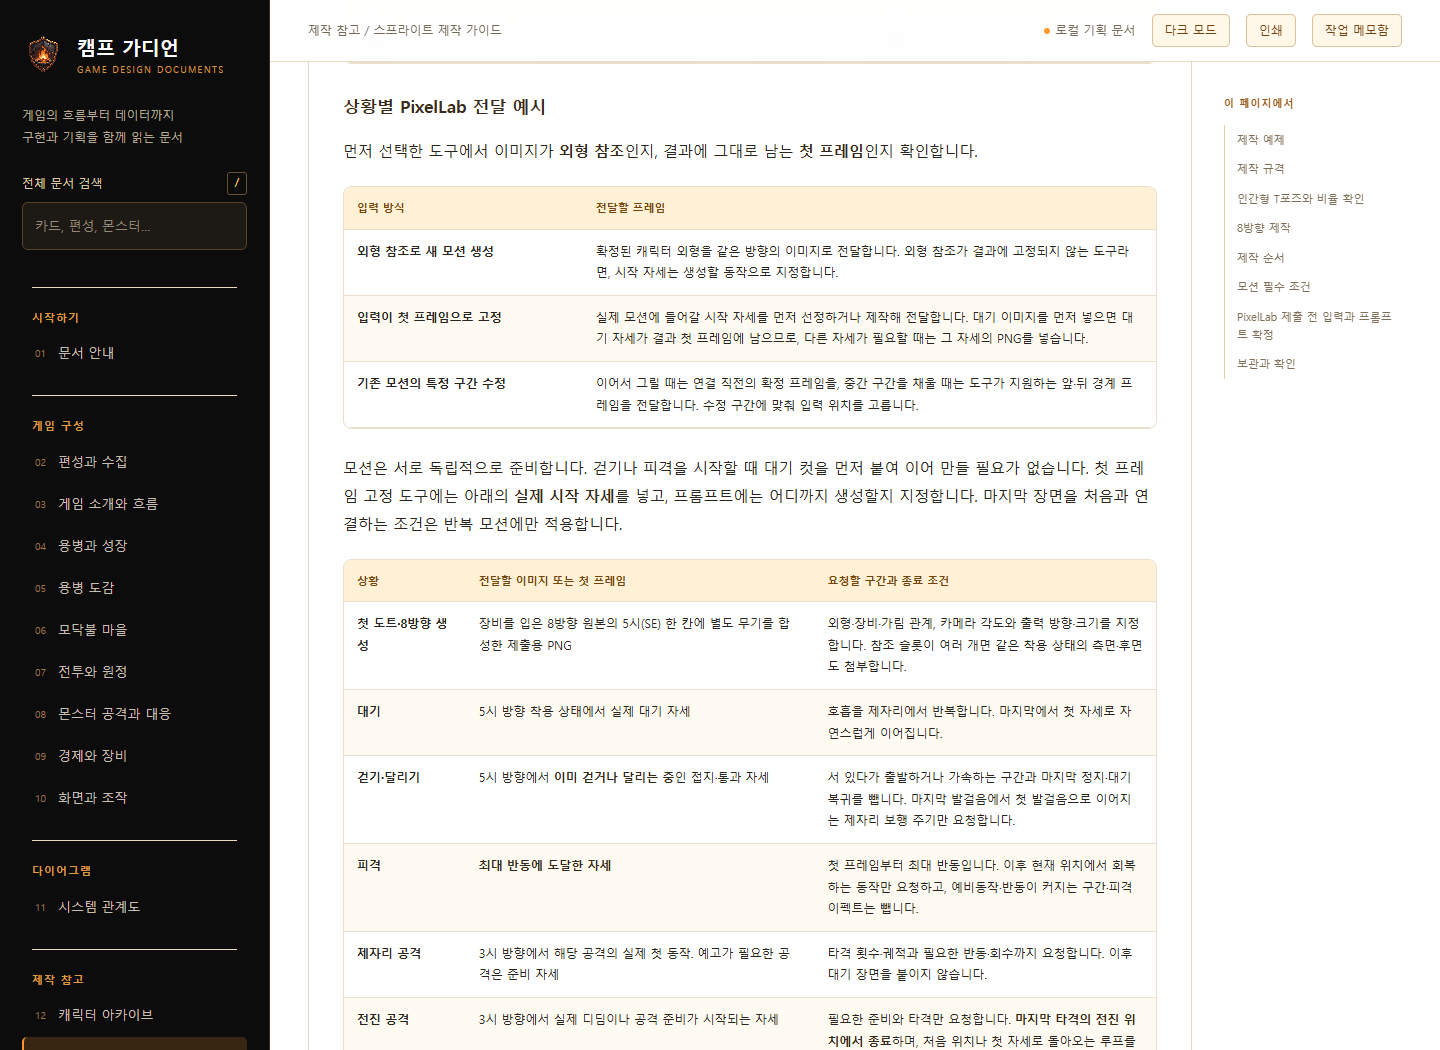 캠프 가디언
GAME DESIGN DOCUMENTS
게임의 흐름부터 데이터까지
구현과 기획을 함께 읽는 문서
전체 문서 검색
/
카드, 편성, 몬스터...
시작하기
01 문서 안내
게임 구성
02 편성과 수집
03 게임 소개와 흐름
04 용병과 성장
05 용병 도감
06 모닥불 마을
07 전투와 원정
08 몬스터 공격과 대응
09 경제와 장비
10 화면과 조작
다이어그램
11 시스템 관계도
제작 참고
12 캐릭터 아카이브
제작 참고 / 스프라이트 제작 가이드
로컬 기획 문서
다크 모드
인쇄
작업 메모함
상황별 PixelLab 전달 예시
먼저 선택한 도구에서 이미지가 외형 참조인지, 결과에 그대로 남는 첫 프레임인지 확인합니다.
입력 방식
전달할 프레임
외형 참조로 새 모션 생성
확정된 캐릭터 외형을 같은 방향의 이미지로 전달합니다. 외형 참조가 결과에 고정되지 않는 도구라
면, 시작 자세는 생성할 동작으로 지정합니다.
입력이 첫 프레임으로 고정
실제 모션에 들어갈 시작 자세를 먼저 선정하거나 제작해 전달합니다. 대기 이미지를 먼저 넣으면 대
기 자세가 결과 첫 프레임에 남으므로, 다른 자세가 필요할 때는 그 자세의 PNG를 넣습니다.
기존 모션의 특정 구간 수정
이어서 그릴 때는 연결 직전의 확정 프레임을, 중간 구간을 채울 때는 도구가 지원하는 앞·뒤 경계 프
레임을 전달합니다. 수정 구간에 맞춰 입력 위치를 고릅니다.
모션은 서로 독립적으로 준비합니다. 걷기나 피격을 시작할 때 대기 컷을 먼저 붙여 이어 만들 필요가 없습니다. 첫 프레
임 고정 도구에는 아래의 실제 시작 자세를 넣고, 프롬프트에는 어디까지 생성할지 지정합니다. 마지막 장면을 처음과 연
결하는 조건은 반복 모션에만 적용합니다.
상황
전달할 이미지 또는 첫 프레임
요청할 구간과 종료 조건
첫 도트·8방향 생
성
장비를 입은 8방향 원본의 5시(SE) 한 칸에 별도 무기를 합
성한 제출용 PNG
외형·장비·가림 관계, 카메라 각도와 출력 방향·크기를 지정
합니다. 참조 슬롯이 여러 개면 같은 착용 상태의 측면·후면
도 첨부합니다.
대기
5시 방향 착용 상태에서 실제 대기 자세
호흡을 제자리에서 반복합니다. 마지막에서 첫 자세로 자
연스럽게 이어집니다.
걷기·달리기
5시 방향에서 이미 걷거나 달리는 중인 접지·통과 자세
서 있다가 출발하거나 가속하는 구간과 마지막 정지·대기
복귀를 뺍니다. 마지막 발걸음에서 첫 발걸음으로 이어지
는 제자리 보행 주기만 요청합니다.
피격
최대 반동에 도달한 자세
첫 프레임부터 최대 반동입니다. 이후 현재 위치에서 회복
하는 동작만 요청하고, 예비동작·반동이 커지는 구간·피격
이펙트는 뺍니다.
제자리 공격
3시 방향에서 해당 공격의 실제 첫 동작. 예고가 필요한 공
격은 준비 자세
타격 횟수·궤적과 필요한 반동·회수까지 요청합니다. 이후
대기 장면을 붙이지 않습니다.
전진 공격
3시 방향에서 실제 디딤이나 공격 준비가 시작되는 자세
필요한 준비와 타격만 요청합니다. 마지막 타격의 전진 위
치에서 종료하며, 처음 위치나 첫 자세로 돌아오는 루프를
이 페이지에서
제작 예제
제작 규격
인간형 T포즈와 비율 확인
8방향 제작
제작 순서
모션 필수 조건
PixelLab 제출 전 입력과 프롬프
트 확정
보관과 확인